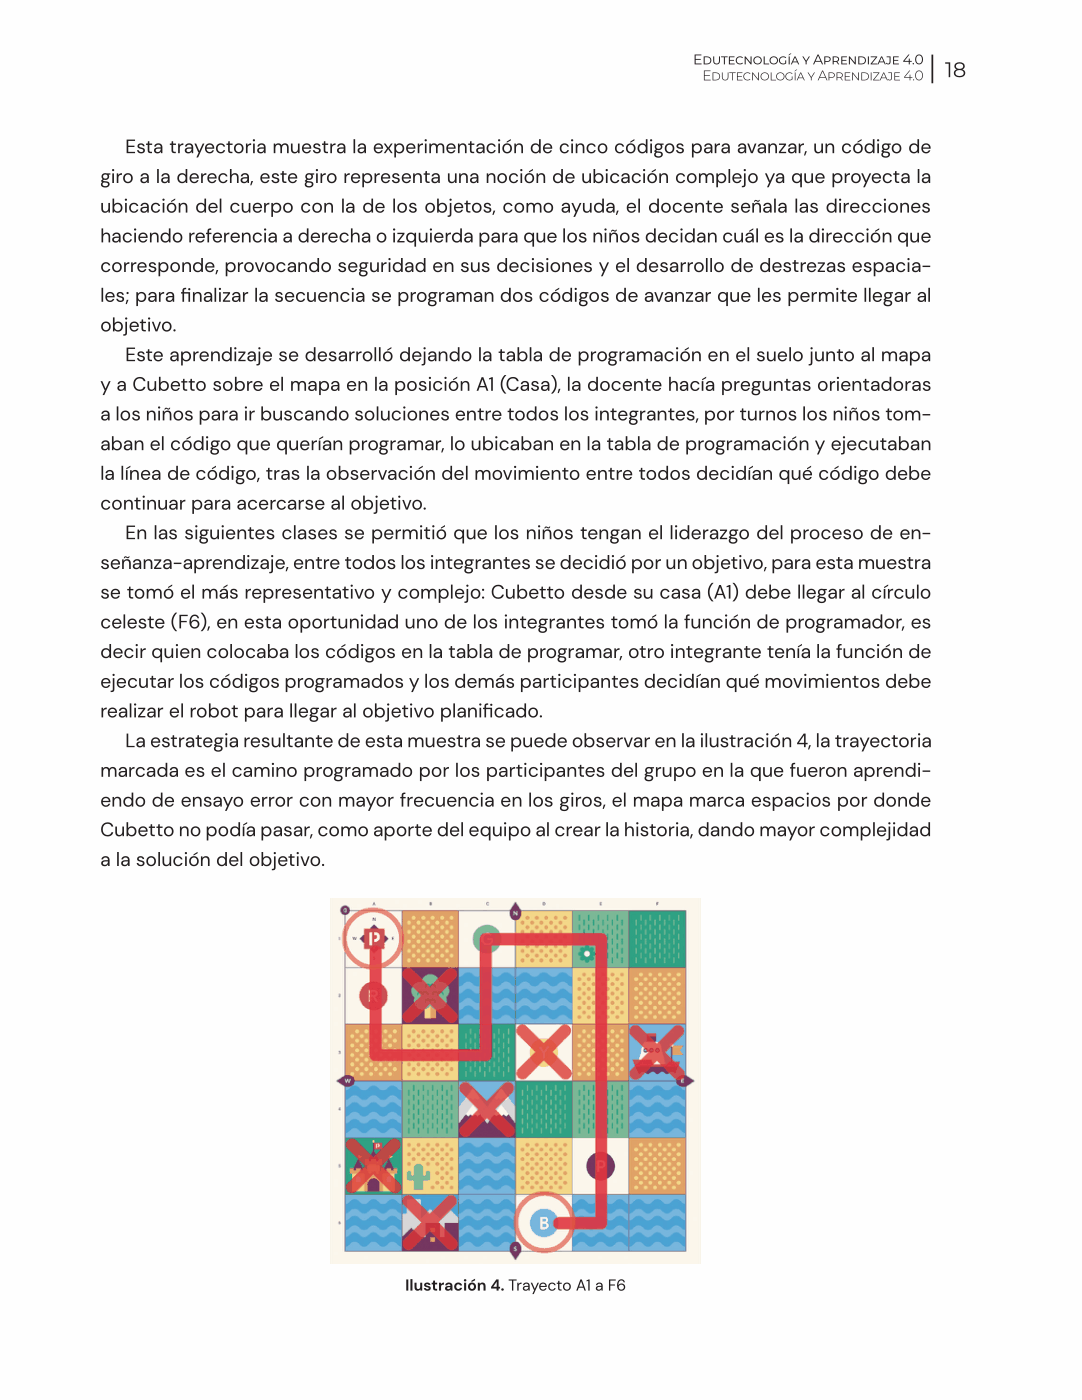 Edutecnología y Aprendizaje 4.0
Edutecnología y Aprendizaje 4.0
18
Esta trayectoria muestra la experimentación de cinco códigos para avanzar, un código de
giro a la derecha, este giro representa una noción de ubicación complejo ya que proyecta la
ubicación del cuerpo con la de los objetos, como ayuda, el docente señala las direcciones
haciendo referencia a derecha o izquierda para que los niños decidan cuál es la dirección que
corresponde, provocando seguridad en sus decisiones y el desarrollo de destrezas espacia-
les; para finalizar la secuencia se programan dos códigos de avanzar que les permite llegar al
objetivo.
Este aprendizaje se desarrolló dejando la tabla de programación en el suelo junto al mapa
y a Cubetto sobre el mapa en la posición A1 (Casa), la docente hacía preguntas orientadoras
a los niños para ir buscando soluciones entre todos los integrantes, por turnos los niños tom-
aban el código que querían programar, lo ubicaban en la tabla de programación y ejecutaban
la línea de código, tras la observación del movimiento entre todos decidían qué código debe
continuar para acercarse al objetivo.
En las siguientes clases se permitió que los niños tengan el liderazgo del proceso de en-
señanza-aprendizaje, entre todos los integrantes se decidió por un objetivo, para esta muestra
se tomó el más representativo y complejo: Cubetto desde su casa (A1) debe llegar al círculo
celeste (F6), en esta oportunidad uno de los integrantes tomó la función de programador, es
decir quien colocaba los códigos en la tabla de programar, otro integrante tenía la función de
ejecutar los códigos programados y los demás participantes decidían qué movimientos debe
realizar el robot para llegar al objetivo planificado.
La estrategia resultante de esta muestra se puede observar en la ilustración 4, la trayectoria
marcada es el camino programado por los participantes del grupo en la que fueron aprendi-
endo de ensayo error con mayor frecuencia en los giros, el mapa marca espacios por donde
Cubetto no podía pasar, como aporte del equipo al crear la historia, dando mayor complejidad
a la solución del objetivo.
A B C D E F
N
N
W P E
R
W E
P
B
S
Ilustración 4. Trayecto A1 a F6